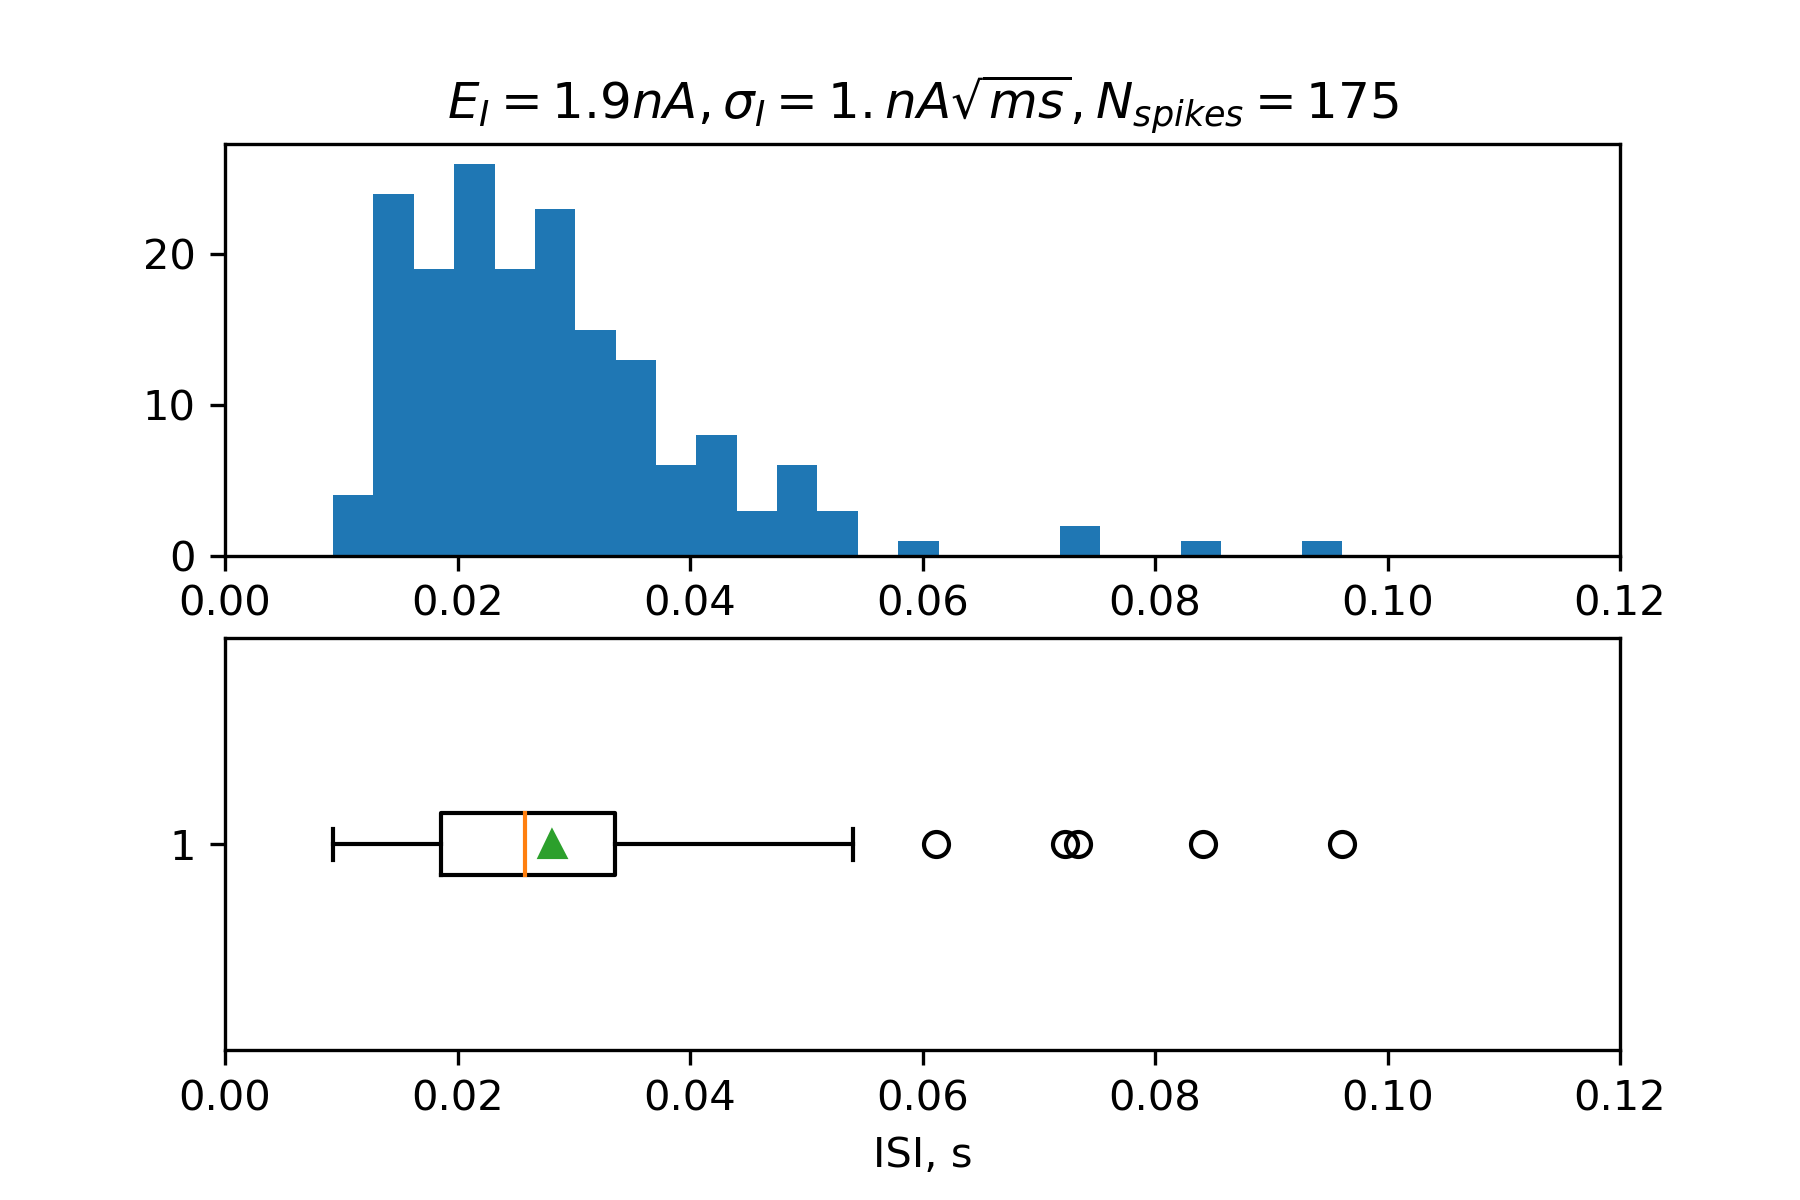 E_I = 1.9nA, σ_I = 1. nA√ms, N_spikes = 175
20
10
0
0.00 0.02 0.04 0.06 0.08 0.10 0.12
1
0.00 0.02 0.04 0.06 0.08 0.10 0.12
ISI, s